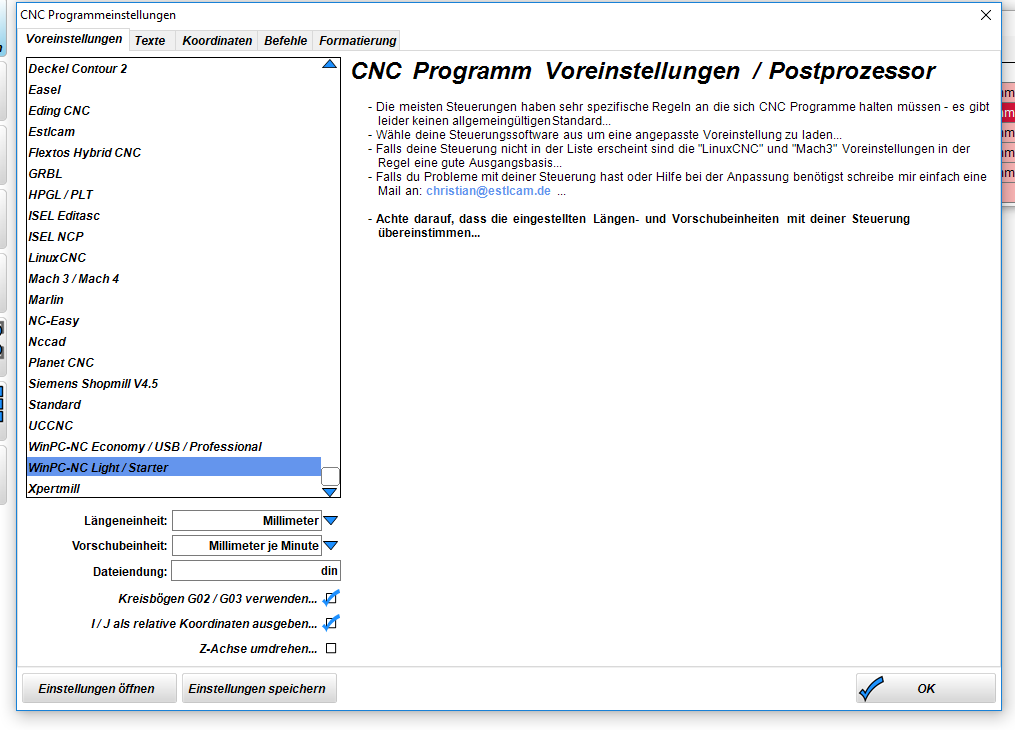 CNC Programmeinstellungen
Voreinstellungen Texte Koordinaten Befehle Formatierung
Deckel Contour 2
Easel
Eding CNC
Estlcam
Flextos Hybrid CNC
GRBL
HPGL / PLT
ISEL Editasc
ISEL NCP
LinuxCNC
Mach 3 / Mach 4
Marlin
NC-Easy
Nccad
Planet CNC
Siemens Shopmill V4.5
Standard
UCCNC
WinPC-NC Economy / USB / Professional
WinPC-NC Light / Starter
Xpertmill
Längeneinheit: Millimeter
Vorschubeinheit: Millimeter je Minute
Dateiendung: din
Kreisbögen G02 / G03 verwenden...
I / J als relative Koordinaten ausgeben...
Z-Achse umdrehen...
CNC Programm Voreinstellungen / Postprozessor
- Die meisten Steuerungen haben sehr spezifische Regeln an die sich CNC Programme halten müssen - es gibt
leider keinen allgemeingültigen Standard...
- Wähle deine Steuerungssoftware aus um eine angepasste Voreinstellung zu laden...
- Falls deine Steuerung nicht in der Liste erscheint sind die "LinuxCNC" und "Mach3" Voreinstellungen in der
Regel eine gute Ausgangsbasis...
- Falls du Probleme mit deiner Steuerung hast oder Hilfe bei der Anpassung benötigst schreibe mir einfach eine
Mail an: christian@estlcam.de ...
- Achte darauf, dass die eingestellten Längen- und Vorschubeinheiten mit deiner Steuerung
übereinstimmen...
Einstellungen öffnen Einstellungen speichern OK